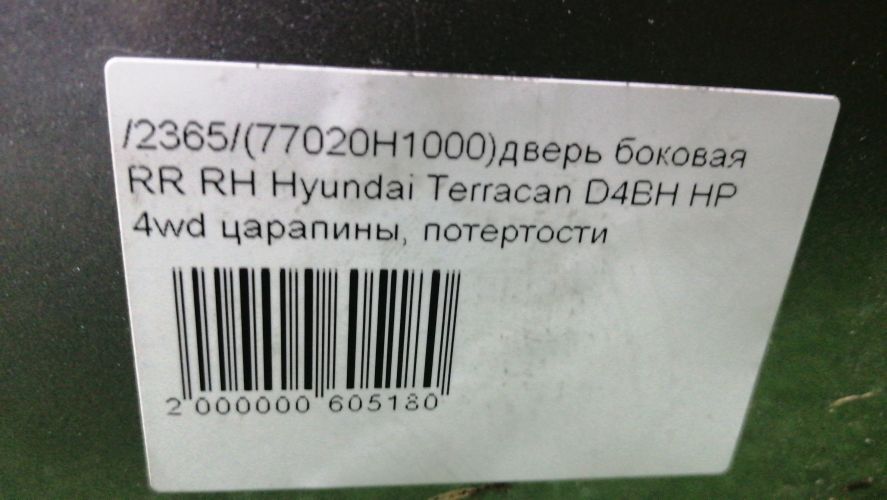 /2365/(77020H1000)дверь боковая
RR RH Hyundai Terracan D4BH HP
4wd царапины, потертости
2 000000 605180